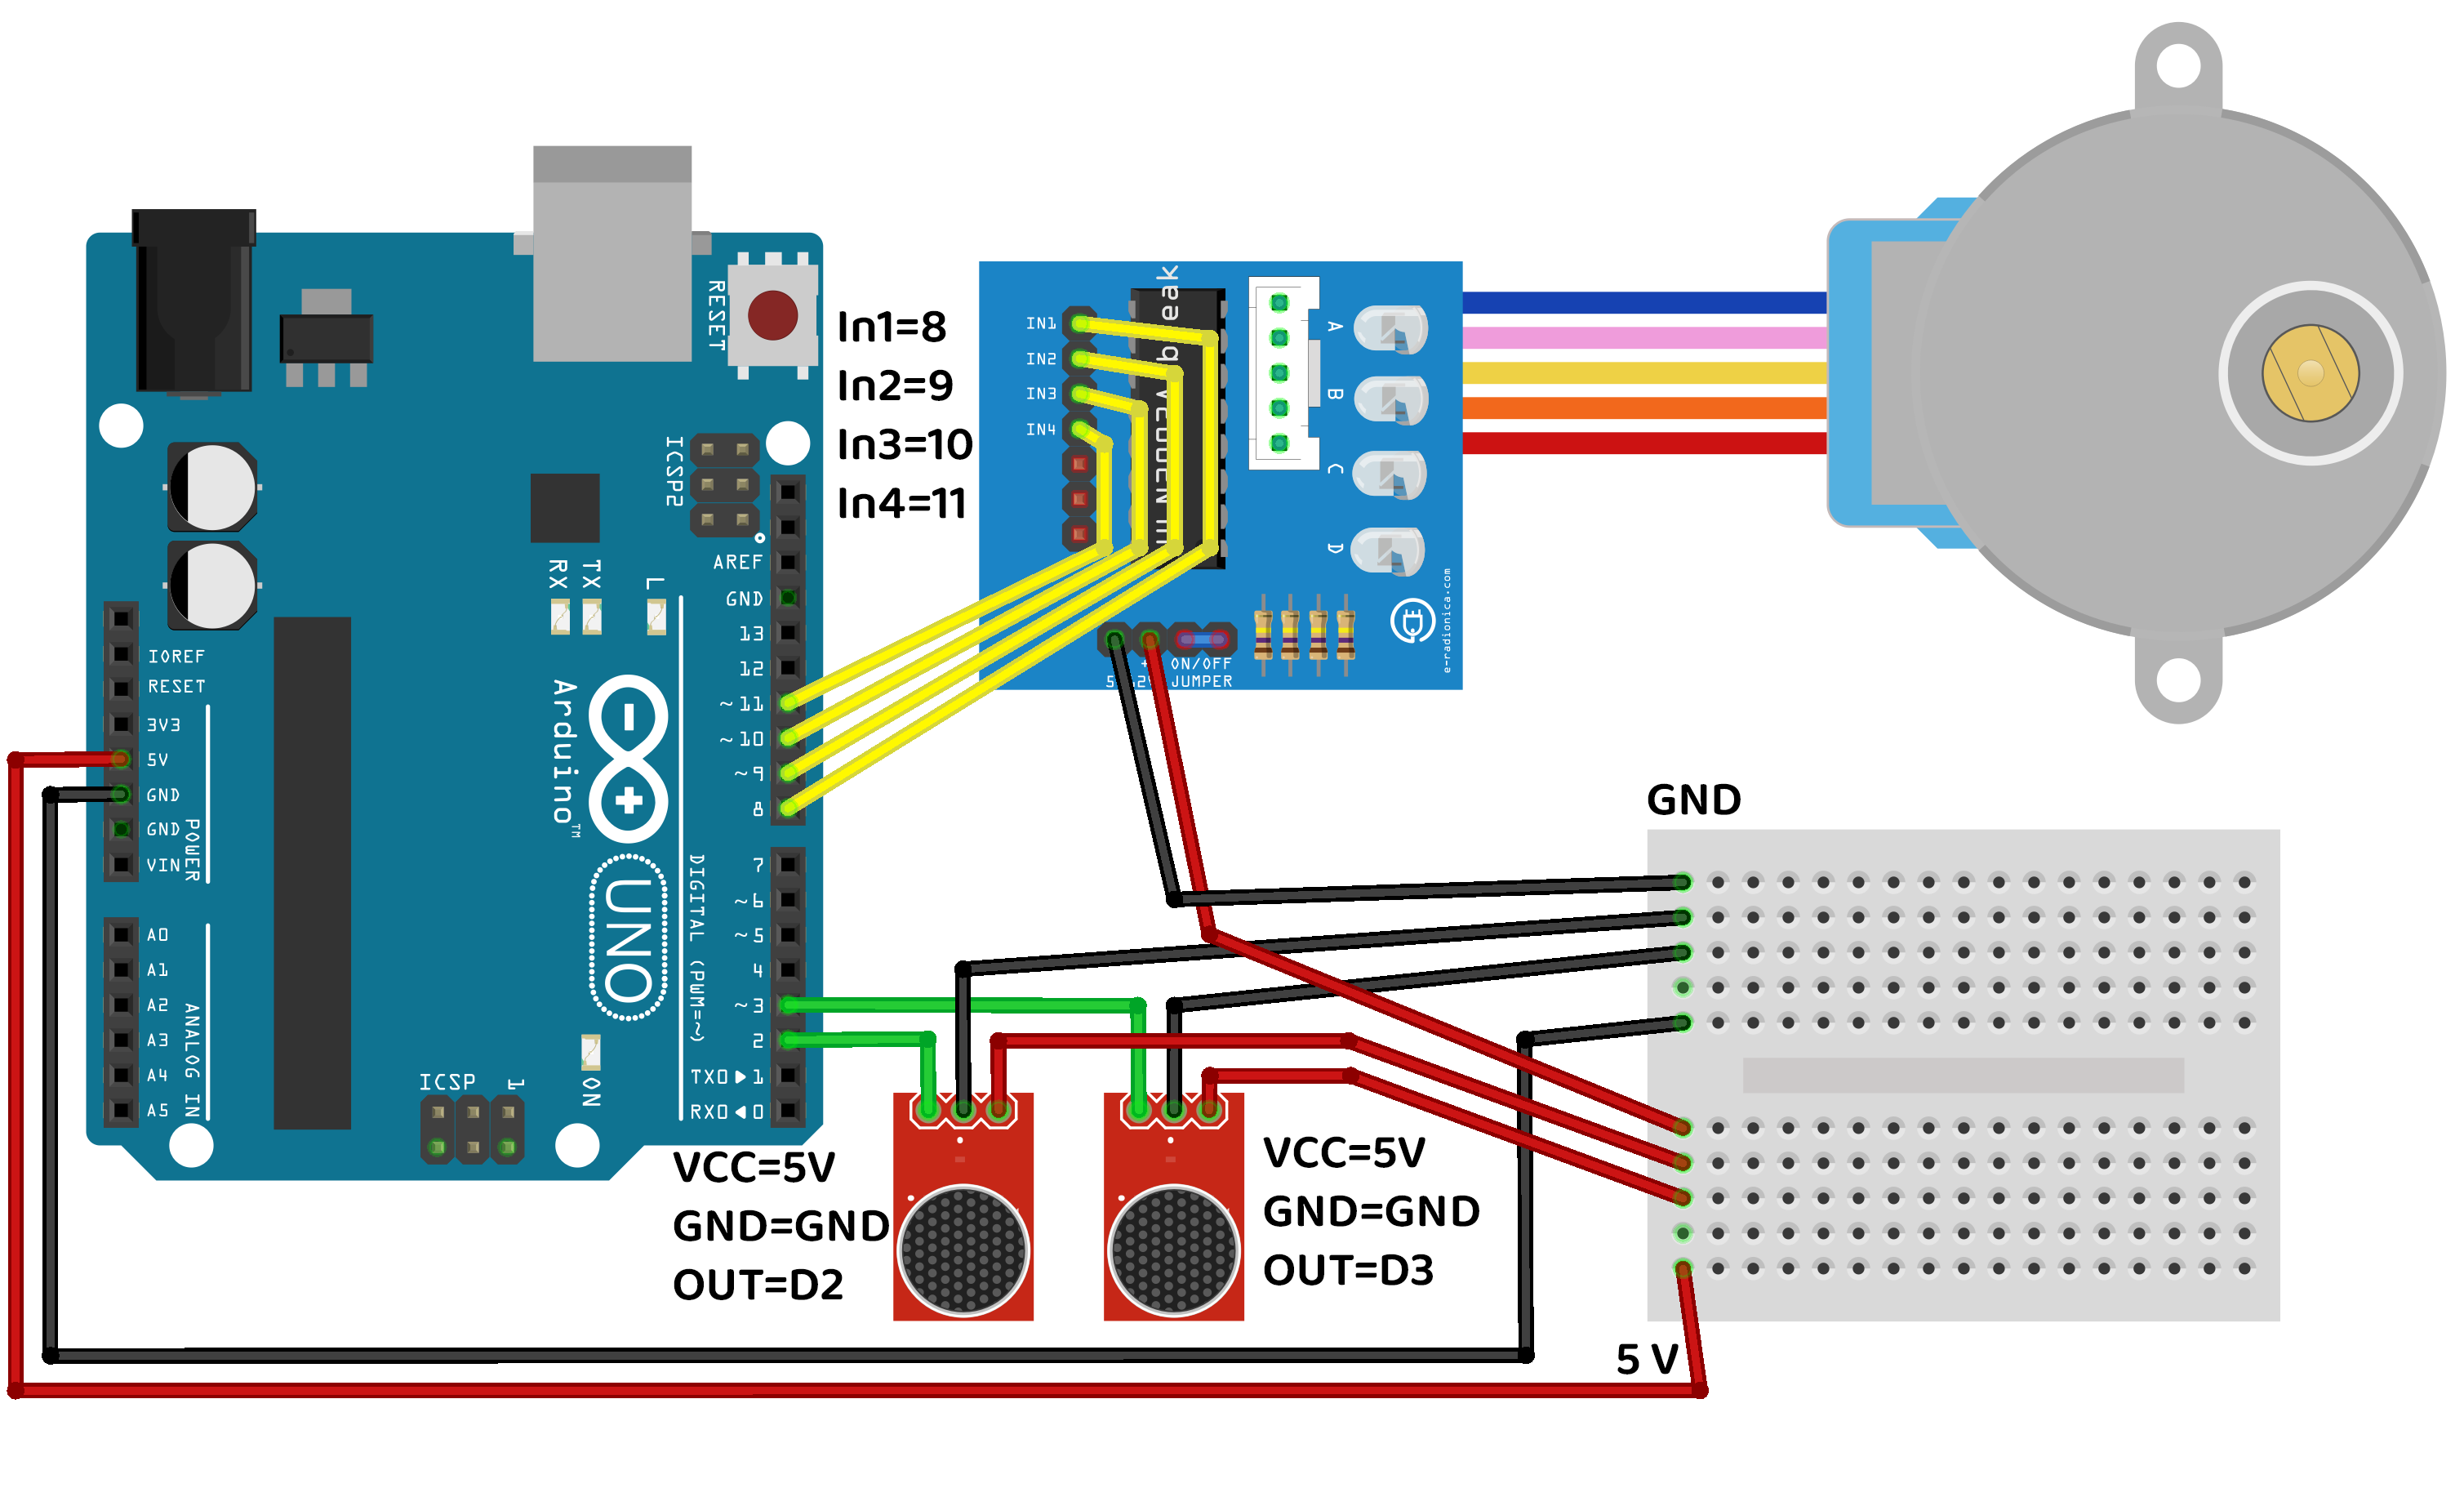 RESET
ICSP2
AREF
GND
13
12
~ 11
~ 10
~ 9
8
7
~ 6
~ 5
4
~ 3
2
TX0 ▶ 1
RX0 ◀ 0
RX
TX
L
Arduino™
UNO
DIGITAL (PWM=~)
ON
ICSP
1
IOREF
RESET
3V3
5V
GND
GND
VIN
POWER
A0
A1
A2
A3
A4
A5
ANALOG IN
In1=8
In2=9
In3=10
In4=11
IN1
IN2
IN3
IN4
A
B
C
D
ON/OFF
JUMPER
e-radionica.com
GND
VCC=5V
GND=GND
OUT=D2
VCC=5V
GND=GND
OUT=D3
5 V